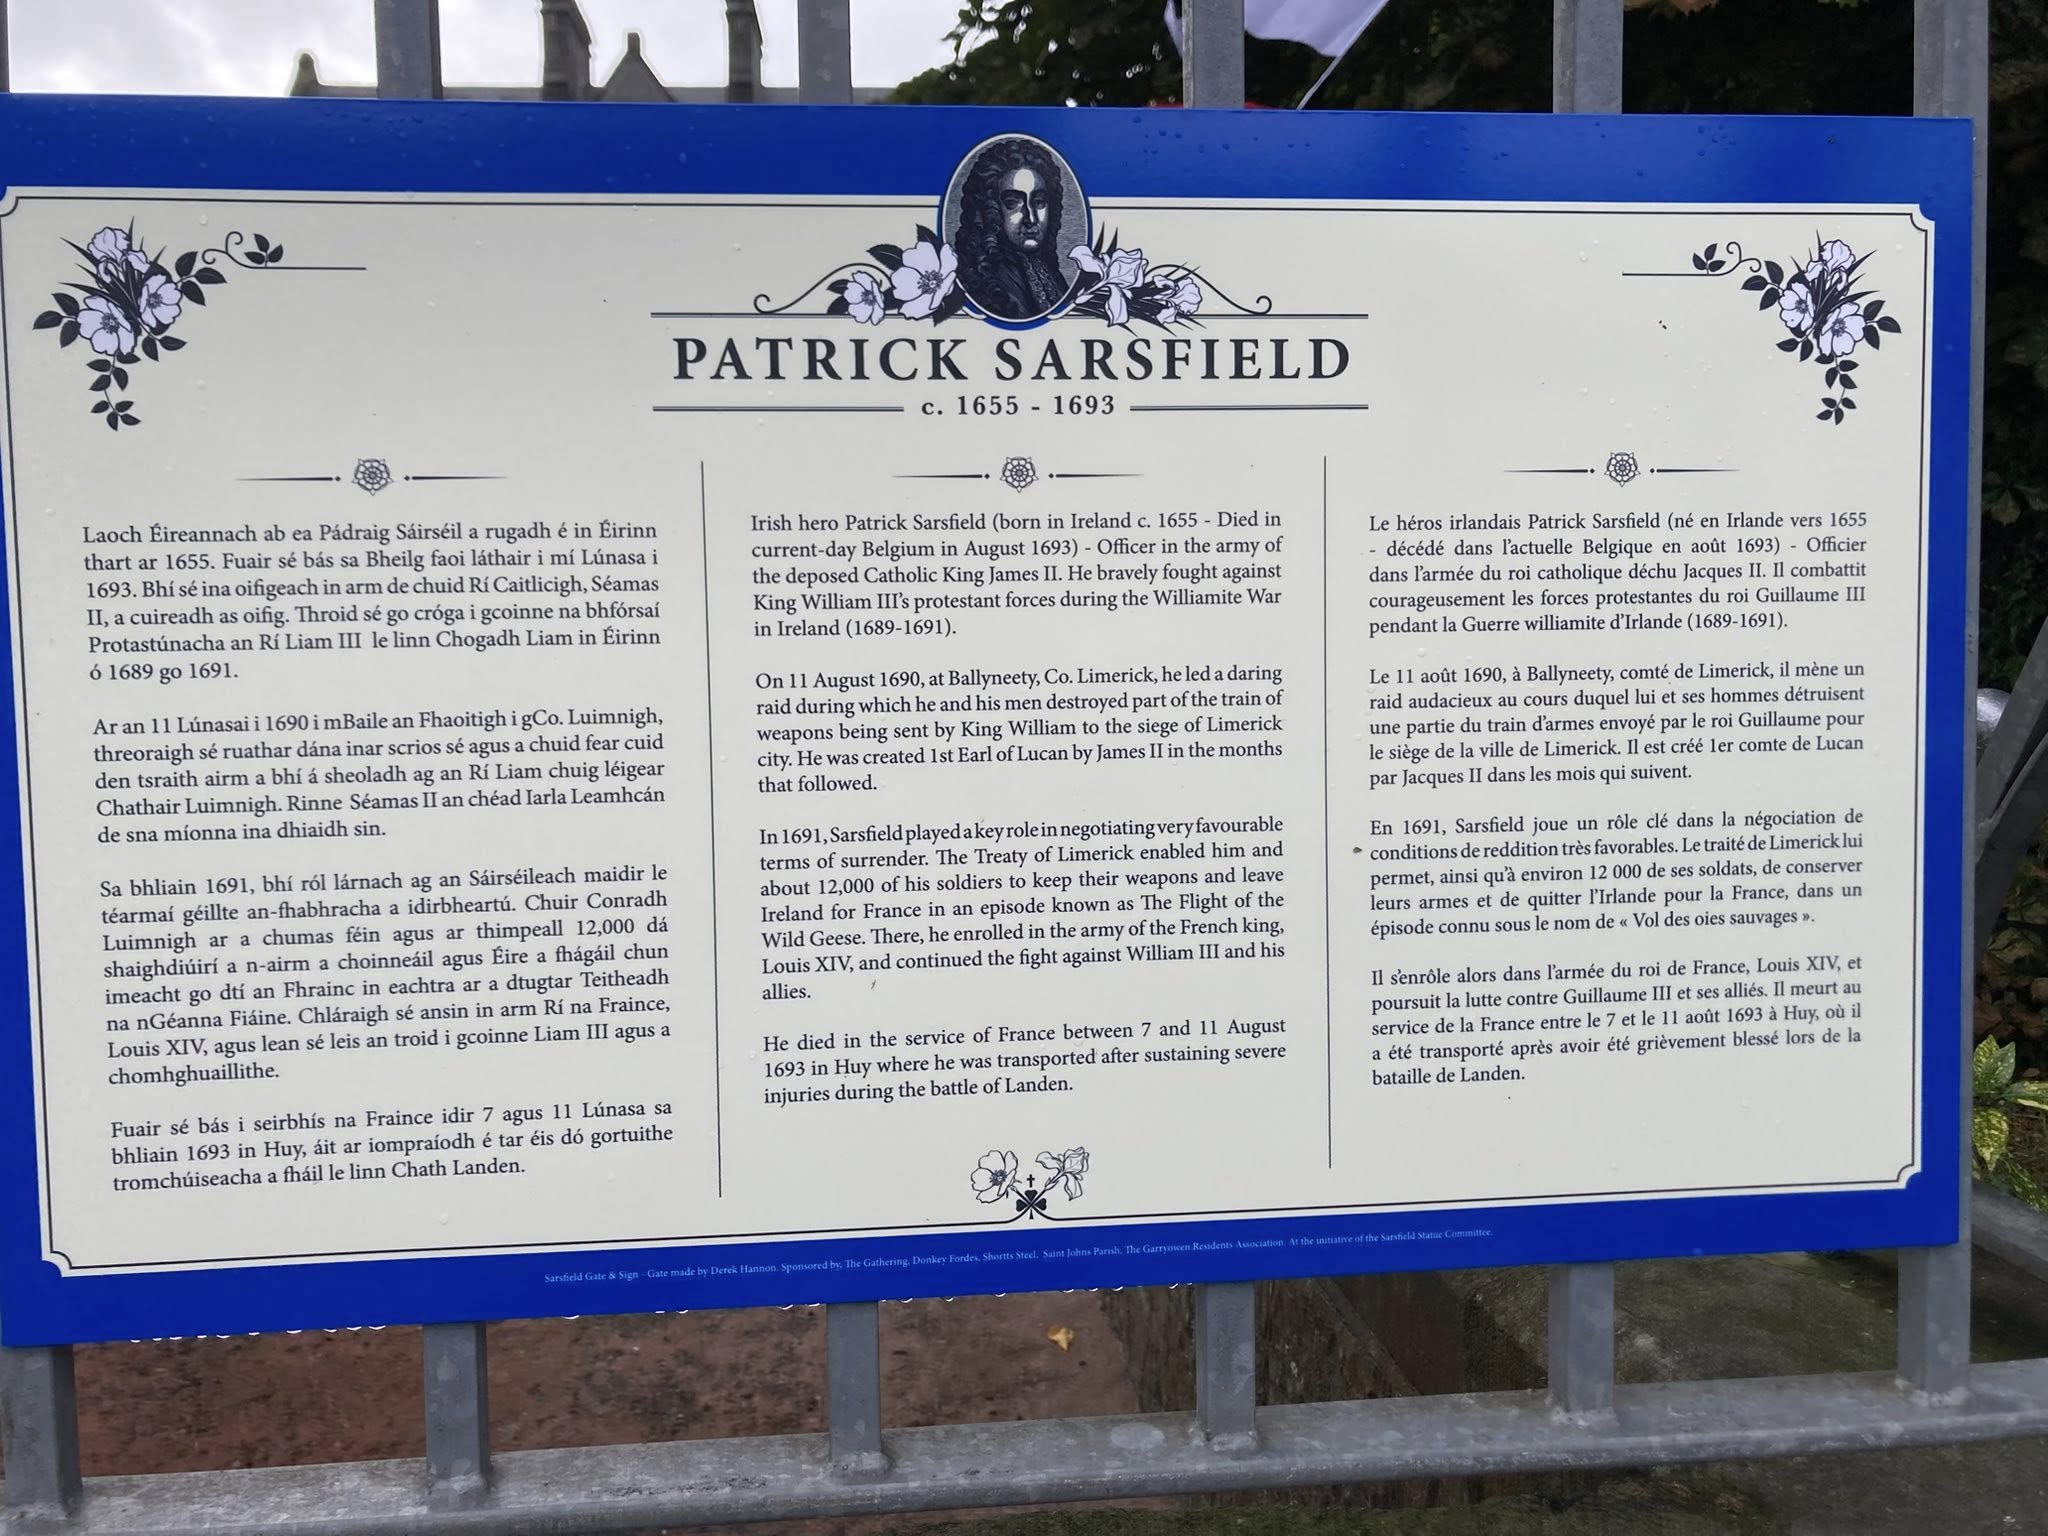 PATRICK SARSFIELD
c. 1655 - 1693
Laoch Éireannach ab ea Pádraig Sáirséil a rugadh é in Éirinn
thart ar 1655. Fuair sé bás sa Bheilg faoi láthair i mí Lúnasa i
1693. Bhí sé ina oifigeach in arm de chuid Rí Caitlicigh, Séamas
II, a cuireadh as oifig. Throid sé go cróga i gcoinne na bhfórsaí
Protastúnacha an Rí Liam III le linn Chogadh Liam in Éirinn
ó 1689 go 1691.
Ar an 11 Lúnasai i 1690 i mBaile an Fhaoitigh i gCo. Luimnigh,
threoraigh sé ruathar dána inar scrios sé agus a chuid fear cuid
den tsraith airm a bhí á sheoladh ag an Rí Liam chuig léigear
Chathair Luimnigh. Rinne Séamas II an chéad Iarla Leamhcán
de sna míonna ina dhiaidh sin.
Sa bhliain 1691, bhí ról lárnach ag an Sáirséileach maidir le
téarmaí géillte an-fhabhracha a idirbheartú. Chuir Conradh
Luimnigh ar a chumas féin agus ar thimpeall 12,000 dá
shaighdiúirí a n-airm a choinneáil agus Éire a fhágáil chun
imeacht go dtí an Fhrainc in eachtra ar a dtugtar Teitheadh
na nGéanna Fiáine. Chláraigh sé ansin in arm Rí na Fraince,
Louis XIV, agus lean sé leis an troid i gcoinne Liam III agus a
chomhghuaillithe.
Fuair sé bás i seirbhís na Fraince idir 7 agus 11 Lúnasa sa
bhliain 1693 in Huy, áit ar iompraíodh é tar éis dó gortuithe
tromchúiseacha a fháil le linn Chath Landen.
Irish hero Patrick Sarsfield (born in Ireland c. 1655 - Died in
current-day Belgium in August 1693) - Officer in the army of
the deposed Catholic King James II. He bravely fought against
King William III's protestant forces during the Williamite War
in Ireland (1689-1691).
On 11 August 1690, at Ballyneety, Co. Limerick, he led a daring
raid during which he and his men destroyed part of the train of
weapons being sent by King William to the siege of Limerick
city. He was created 1st Earl of Lucan by James II in the months
that followed.
In 1691, Sarsfield played a key role in negotiating very favourable
terms of surrender. The Treaty of Limerick enabled him and
about 12,000 of his soldiers to keep their weapons and leave
Ireland for France in an episode known as The Flight of the
Wild Geese. There, he enrolled in the army of the French king,
Louis XIV, and continued the fight against William III and his
allies.
He died in the service of France between 7 and 11 August
1693 in Huy where he was transported after sustaining severe
injuries during the battle of Landen.
Le héros irlandais Patrick Sarsfield (né en Irlande vers 1655
- décédé dans l'actuelle Belgique en août 1693) - Officier
dans l'armée du roi catholique déchu Jacques II. Il combattit
courageusement les forces protestantes du roi Guillaume III
pendant la Guerre williamite d'Irlande (1689-1691).
Le 11 août 1690, à Ballyneety, comté de Limerick, il mène un
raid audacieux au cours duquel lui et ses hommes détruisent
une partie du train d'armes envoyé par le roi Guillaume pour
le siège de la ville de Limerick. Il est créé 1er comte de Lucan
par Jacques II dans les mois qui suivent.
En 1691, Sarsfield joue un rôle clé dans la négociation de
conditions de reddition très favorables. Le traité de Limerick lui
permet, ainsi qu'à environ 12 000 de ses soldats, de conserver
leurs armes et de quitter l'Irlande pour la France, dans un
épisode connu sous le nom de « Vol des oies sauvages ».
Il s'enrôle alors dans l'armée du roi de France, Louis XIV, et
poursuit la lutte contre Guillaume III et ses alliés. Il meurt au
service de la France entre le 7 et le 11 août 1693 à Huy, où il
a été transporté après avoir été grièvement blessé lors de la
bataille de Landen.
Sarsfield Gate & Sign - Gate made by Derek Hannon. Sponsored by, The Gathering, Donkey Fordes, Shortts Steel, Saint Johns Parish, The Garryowen Residents Association. At the initiative of the Sarsfield Statue Committee.